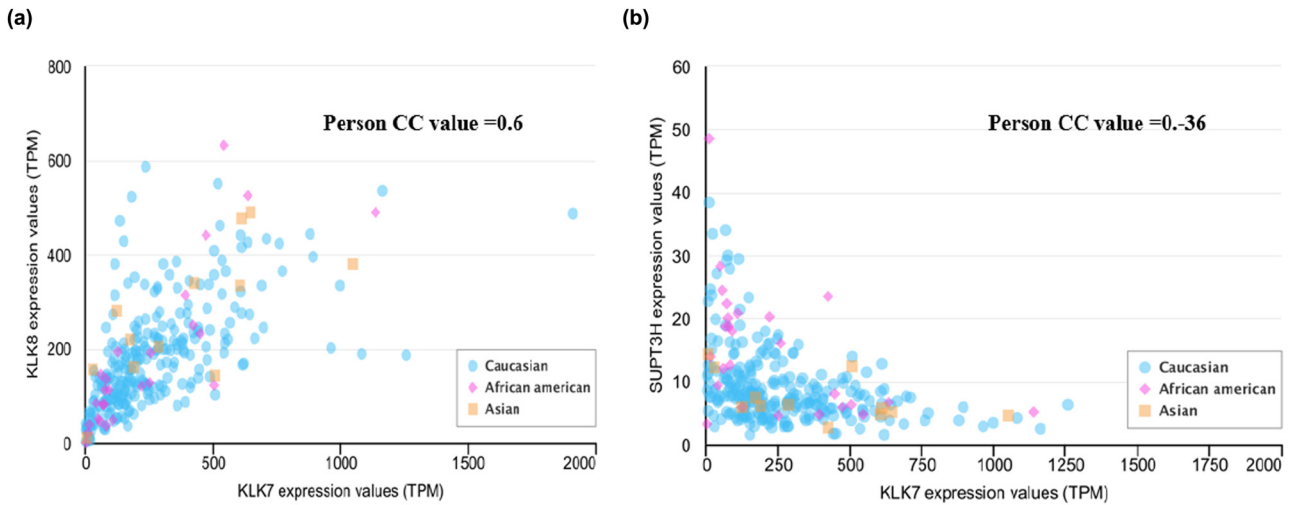 (a)
800
600
400
200
0
KLK8 expression values (TPM)
Person CC value =0.6
Caucasian
African american
Asian
0 500 1000 1500 2000
KLK7 expression values (TPM)
(b)
60
50
40
30
20
10
0
SUPT3H expression values (TPM)
Person CC value =0.-36
Caucasian
African american
Asian
0 250 500 750 1000 1250 1500 1750 2000
KLK7 expression values (TPM)